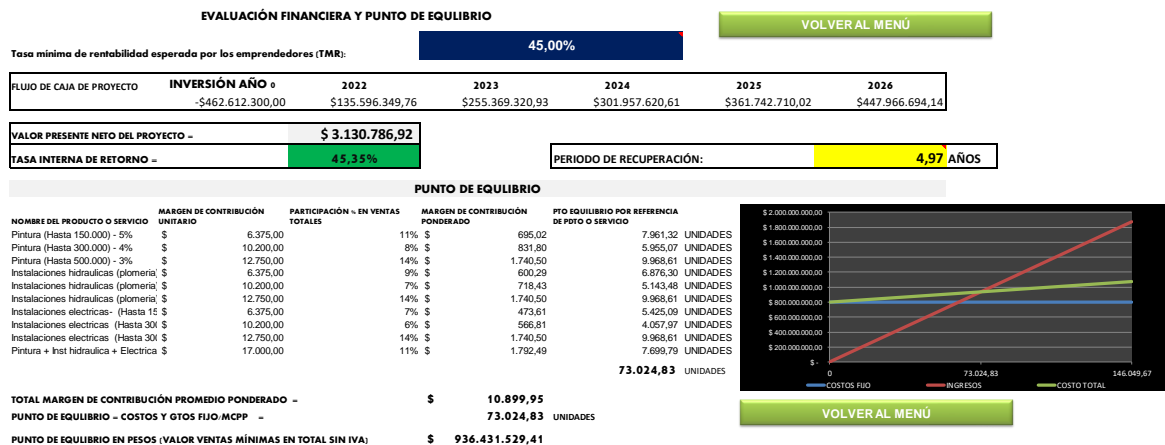 EVALUACIÓN FINANCIERA Y PUNTO DE EQULIBRIO
VOLVER AL MENÚ
Tasa mínima de rentabilidad esperada por los emprendedores (TMR): 45,00%
FLUJO DE CAJA DE PROYECTO INVERSIÓN AÑO 0 2022 2023 2024 2025 2026
-$462.612.300,00 $135.596.349,76 $255.369.320,93 $301.957.620,61 $361.742.710,02 $447.966.694,14
VALOR PRESENTE NETO DEL PROYECTO = $ 3.130.786,92
TASA INTERNA DE RETORNO = 45,35% PERIODO DE RECUPERACIÓN: 4,97 AÑOS
PUNTO DE EQULIBRIO
NOMBRE DEL PRODUCTO O SERVICIO MARGEN DE CONTRIBUCIÓN UNITARIO PARTICIPACIÓN % EN VENTAS TOTALES MARGEN DE CONTRIBUCIÓN PONDERADO PTO EQUILIBRIO POR REFERENCIA DE PDTO O SERVICIO
Pintura (Hasta 150.000) - 5% $ 6.375,00 11% $ 695,02 7.961,32 UNIDADES
Pintura (Hasta 300.000) - 4% $ 10.200,00 8% $ 831,80 5.955,07 UNIDADES
Pintura (Hasta 500.000) - 3% $ 12.750,00 14% $ 1.740,50 9.968,61 UNIDADES
Instalaciones hidraulicas (plomeria) $ 6.375,00 9% $ 600,29 6.876,30 UNIDADES
Instalaciones hidraulicas (plomeria) $ 10.200,00 7% $ 718,43 5.143,48 UNIDADES
Instalaciones hidraulicas (plomeria) $ 12.750,00 14% $ 1.740,50 9.968,61 UNIDADES
Instalaciones electricas- (Hasta 15 $ 6.375,00 7% $ 473,61 5.425,09 UNIDADES
Instalaciones electricas (Hasta 300 $ 10.200,00 6% $ 566,81 4.057,97 UNIDADES
Instalaciones electricas (Hasta 300 $ 12.750,00 14% $ 1.740,50 9.968,61 UNIDADES
Pintura + Inst hidraulica + Electrica $ 17.000,00 11% $ 1.792,49 7.699,79 UNIDADES
73.024,83 UNIDADES
TOTAL MARGEN DE CONTRIBUCIÓN PROMEDIO PONDERADO = $ 10.899,95
PUNTO DE EQULIBRIO = COSTOS Y GTOS FIJO/MCPP = 73.024,83 UNIDADES
PUNTO DE EQULIBRIO EN PESOS (VALOR VENTAS MÍNIMAS EN TOTAL SIN IVA) $ 936.431.529,41
$ 2.000.000.000,00
$ 1.800.000.000,00
$ 1.600.000.000,00
$ 1.400.000.000,00
$ 1.200.000.000,00
$ 1.000.000.000,00
$ 800.000.000,00
$ 600.000.000,00
$ 400.000.000,00
$ 200.000.000,00
$ -
0 73.024,83 146.049,67
COSTOS FIJO INGRESOS COSTO TOTAL
VOLVER AL MENÚ